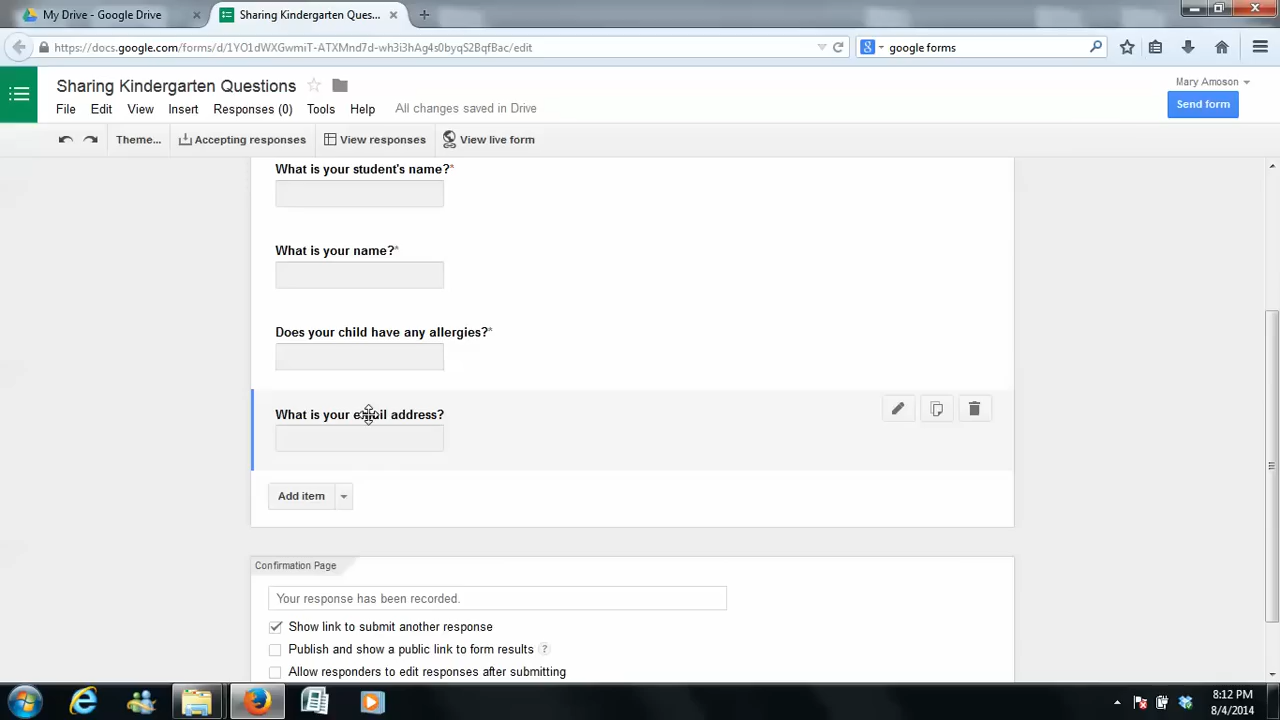 My Drive - Google Drive
Sharing Kindergarten Ques...
https://docs.google.com/forms/d/1YO1dWXGwmiT-ATXMnd7d-wh3i3hAg4s0byqS2BqfBac/edit
google forms
Sharing Kindergarten Questions
Mary Amoson
File Edit View Insert Responses (0) Tools Help All changes saved in Drive
Send form
Theme... Accepting responses View responses View live form
What is your student's name?*
What is your name?*
Does your child have any allergies?*
What is your email address?
Add item
Confirmation Page
Your response has been recorded.
Show link to submit another response
Publish and show a public link to form results ?
Allow responders to edit responses after submitting
8:12 PM
8/4/2014